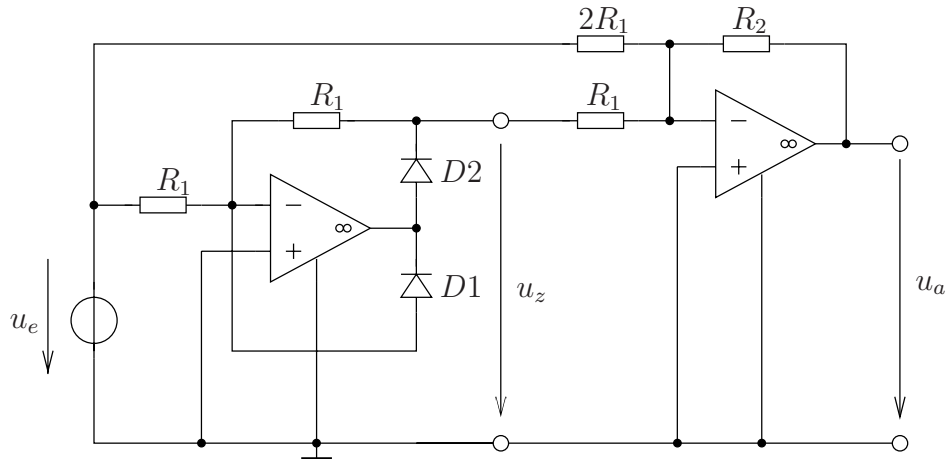 2R₁
R₂
R₁
R₁
− ∞ +
D2
R₁
− ∞ +
D1
u_z
u_a
u_e